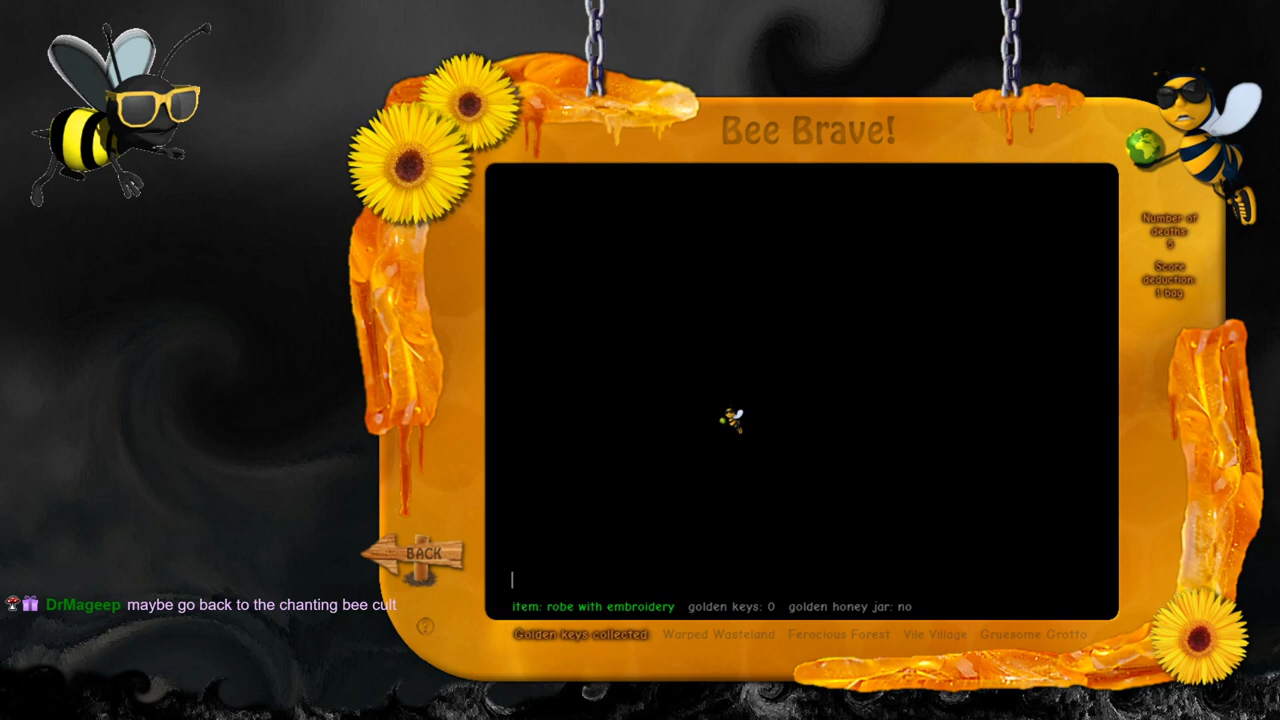 Bee Brave!
Number of
deaths:
5
Score
deduction:
1 bag
BACK
DrMageep maybe go back to the chanting bee cult
item: robe with embroidery golden keys: 0 golden honey jar: no
?
Golden keys collected Warped Wasteland Ferocious Forest Vile Village Gruesome Grotto